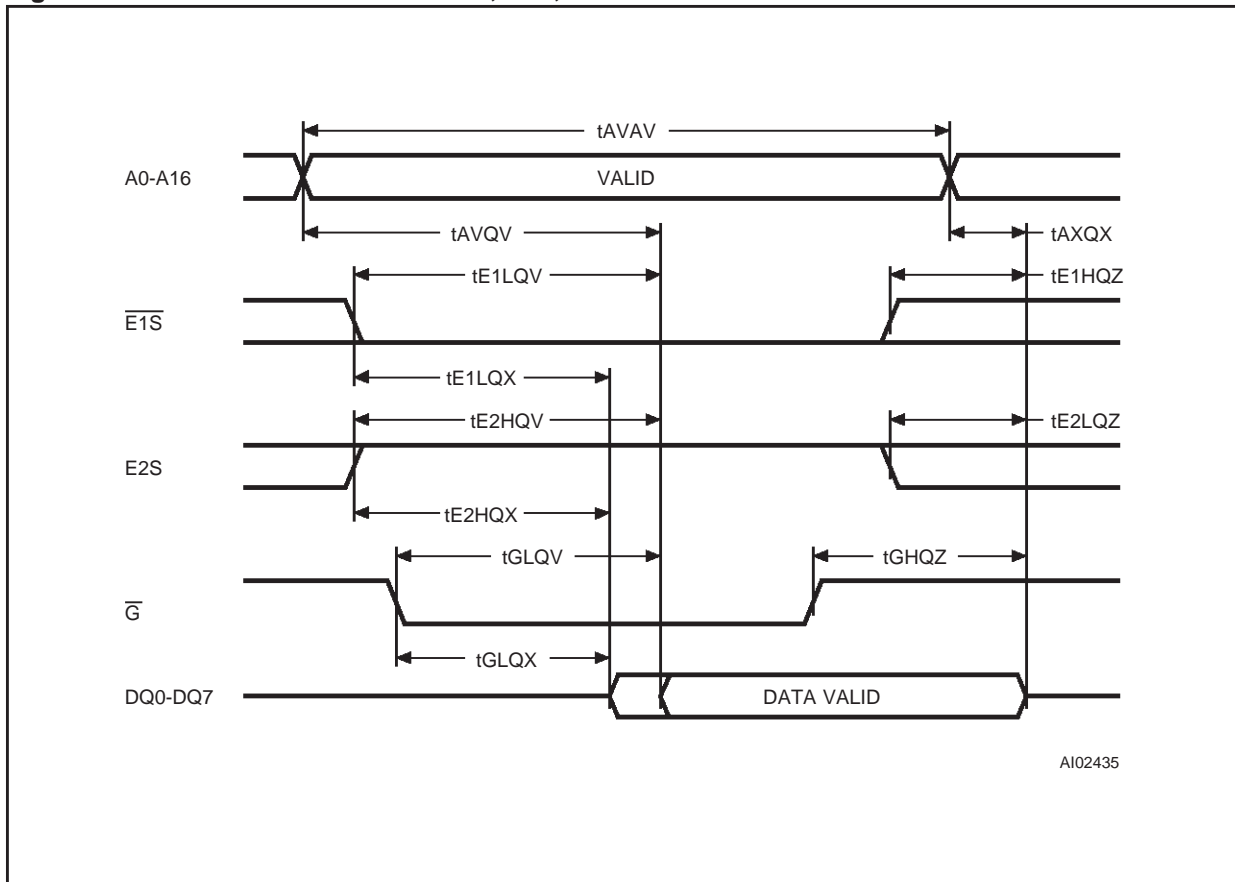 tAVAV
A0-A16
VALID
tAVQV
tAXQX
tE1LQV
tE1HQZ
E1S
tE1LQX
tE2HQV
tE2LQZ
E2S
tE2HQX
tGLQV
tGHQZ
G
tGLQX
DQ0-DQ7
DATA VALID
AI02435